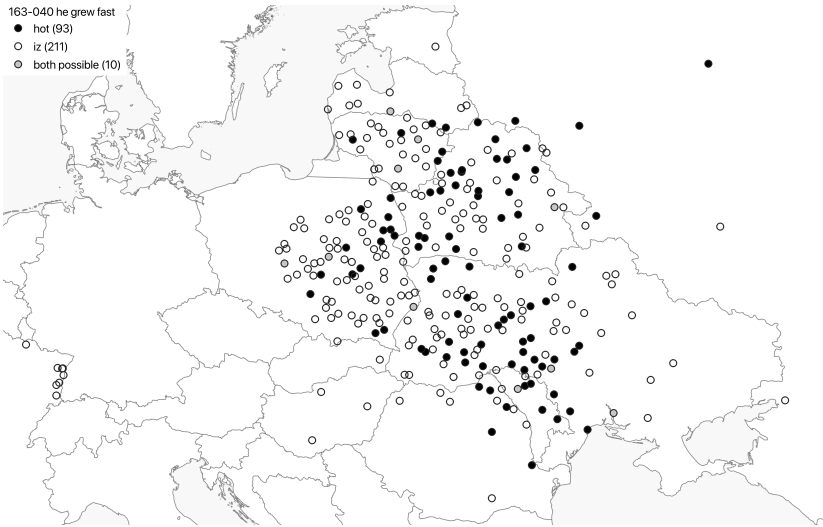 163-040 he grew fast
hot (93)
iz (211)
both possible (10)